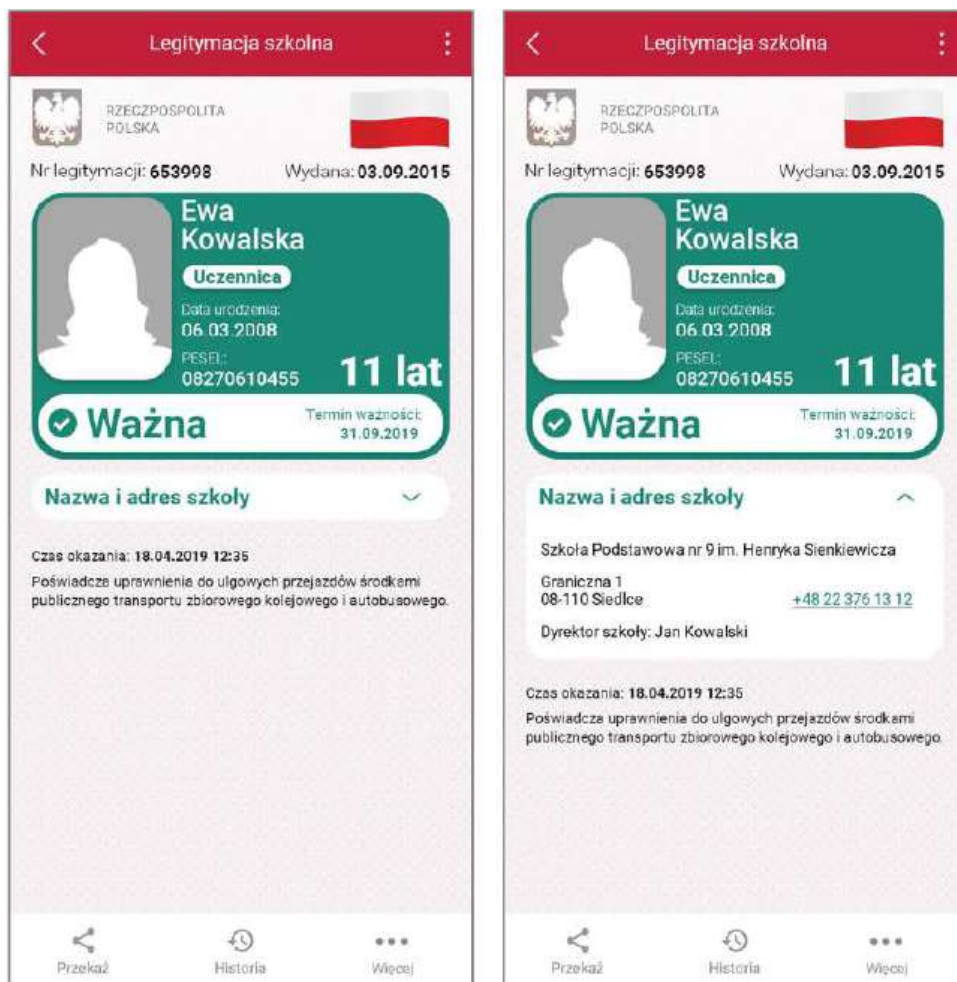 Legitymacja szkolna
RZECZPOSPOLITA
POLSKA
Nr legitymacji: 653998 Wydana: 03.09.2015
Ewa
Kowalska
Uczennica
Data urodzenia:
06.03.2008
PESEL:
08270610455
11 lat
Ważna
Termin ważności:
31.09.2019
Nazwa i adres szkoły
Czas okazania: 18.04.2019 12:35
Poświadcza uprawnienia do ulgowych przejazdów środkami
publicznego transportu zbiorowego kolejowego i autobusowego.
Przekaż Historia Więcej
Legitymacja szkolna
RZECZPOSPOLITA
POLSKA
Nr legitymacji: 653998 Wydana: 03.09.2015
Ewa
Kowalska
Uczennica
Data urodzenia:
06.03.2008
PESEL:
08270610455
11 lat
Ważna
Termin ważności:
31.09.2019
Nazwa i adres szkoły
Szkoła Podstawowa nr 9 im. Henryka Sienkiewicza
Graniczna 1
08-110 Siedlce +48 22 376 13 12
Dyrektor szkoły: Jan Kowalski
Czas okazania: 18.04.2019 12:35
Poświadcza uprawnienia do ulgowych przejazdów środkami
publicznego transportu zbiorowego kolejowego i autobusowego.
Przekaż Historia Więcej